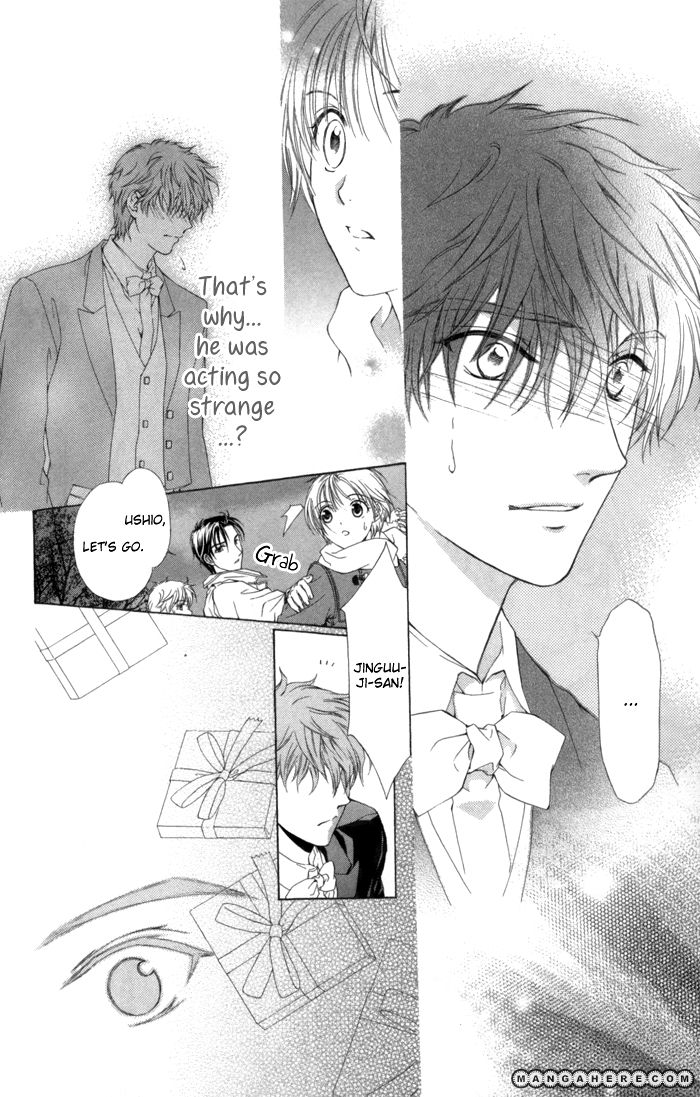 ...
That's
why...
he was
acting so
strange
...?
USHIO,
LET'S GO.
Grab
JINGUU-
JI-SAN!
MANGAHERE.COM